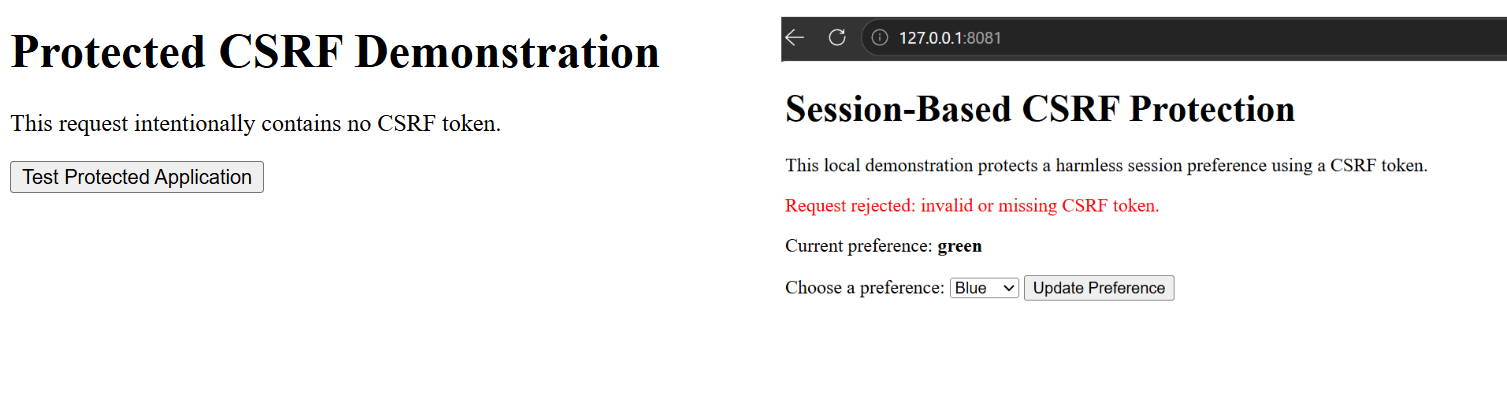 Protected CSRF Demonstration
This request intentionally contains no CSRF token.
Test Protected Application
127.0.0.1:8081
Session-Based CSRF Protection
This local demonstration protects a harmless session preference using a CSRF token.
Request rejected: invalid or missing CSRF token.
Current preference: green
Choose a preference: Blue Update Preference